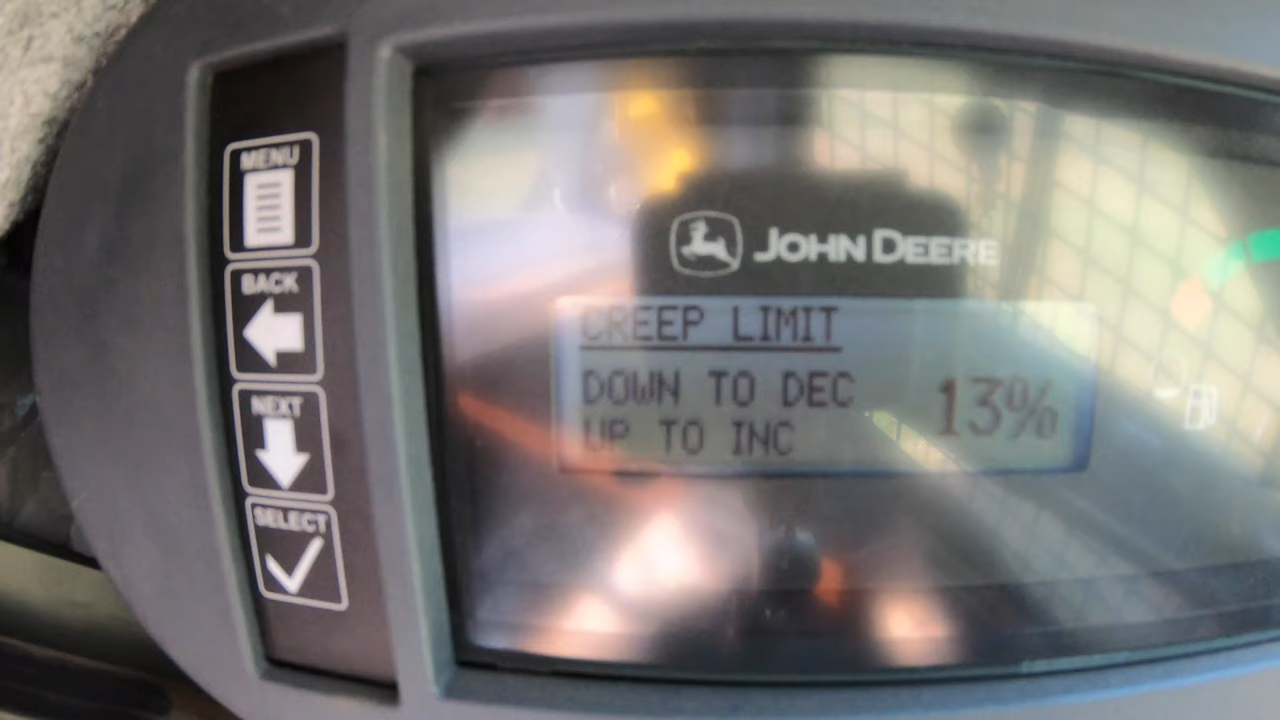 MENU
BACK
NEXT
SELECT
JOHN DEERE
CREEP LIMIT
DOWN TO DEC
UP TO INC
13%